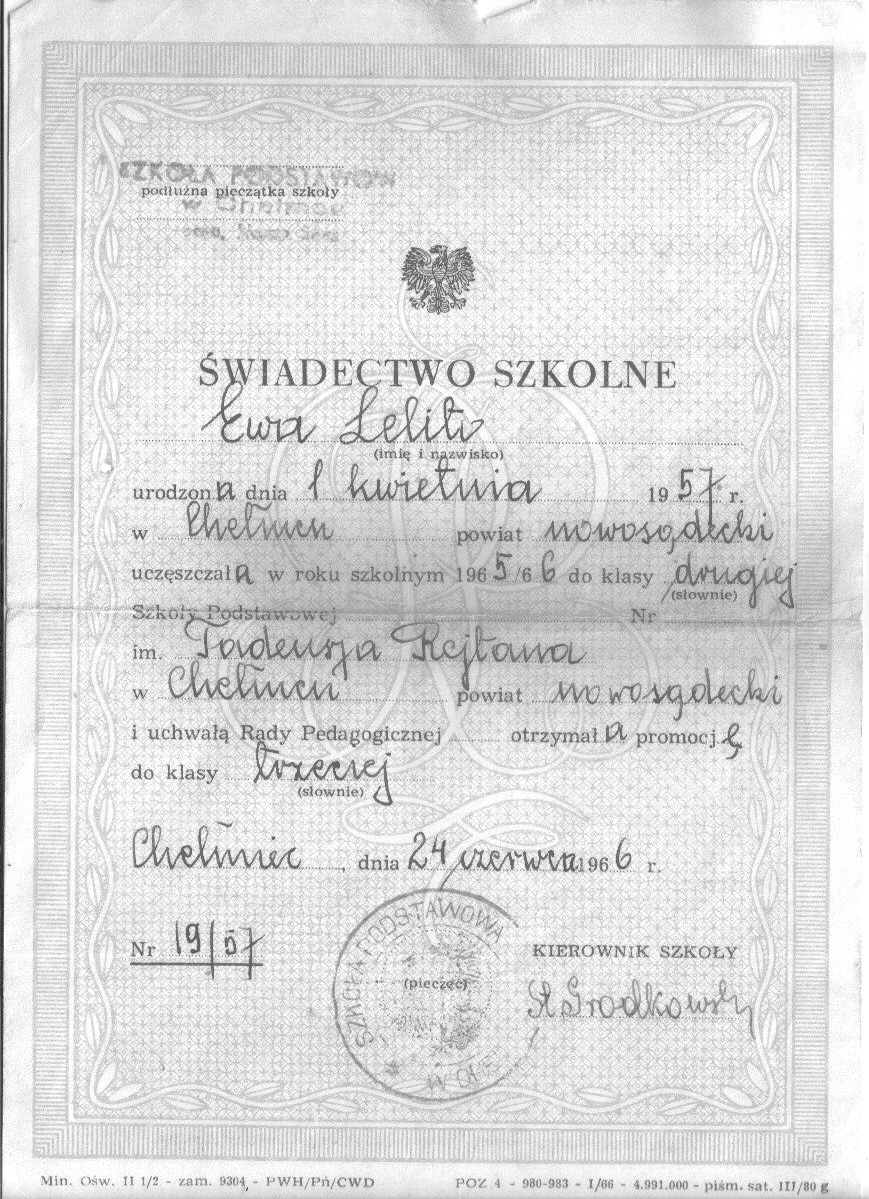 SZKOŁA PODSTAWOW
podłużna pieczątka szkoły
w
ŚWIADECTWO SZKOLNE
Ewa Lelito
(imię i nazwisko)
urodzona dnia 1 kwietnia 1957 r.
w Chełmcu powiat nowosądecki
uczęszczała w roku szkolnym 1965/66 do klasy drugiej
(słownie)
Szkoły Podstawowej Nr
im. Tadeusza Rejtana
w Chełmcu powiat nowosądecki
i uchwałą Rady Pedagogicznej otrzymała promocję
do klasy trzeciej
(słownie)
Chełmiec, dnia 24 czerwca 1966 r.
Nr 19/57
SZKOŁA PODSTAWOWA
(pieczęć)
KIEROWNIK SZKOŁY
St Grodkowski
Min. Ośw. II 1/2 - zam. 9304, - PWH/Pń/CWD POZ 4 - 980-983 - I/66 - 4.991.000 - piśm. sat. III/80 g